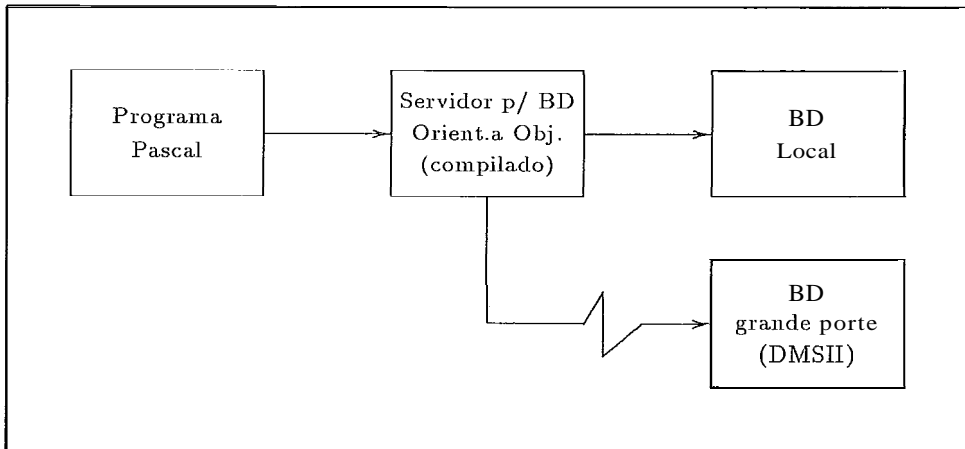 Programa
Pascal
Servidor p/ BD
Orient.a Obj.
(compilado)
BD
Local
BD
grande porte
(DMSII)